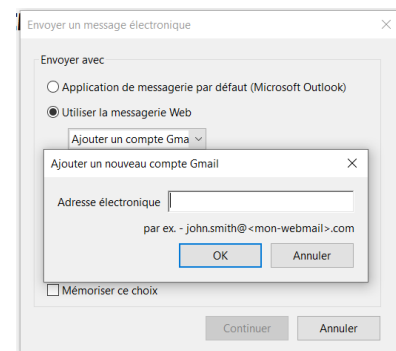 Envoyer un message électronique
Envoyer avec
Application de messagerie par défaut (Microsoft Outlook)
Utiliser la messagerie Web
Ajouter un compte Gma
Ajouter un nouveau compte Gmail
Adresse électronique
par ex. - john.smith@<mon-webmail>.com
OK Annuler
Mémoriser ce choix
Continuer Annuler